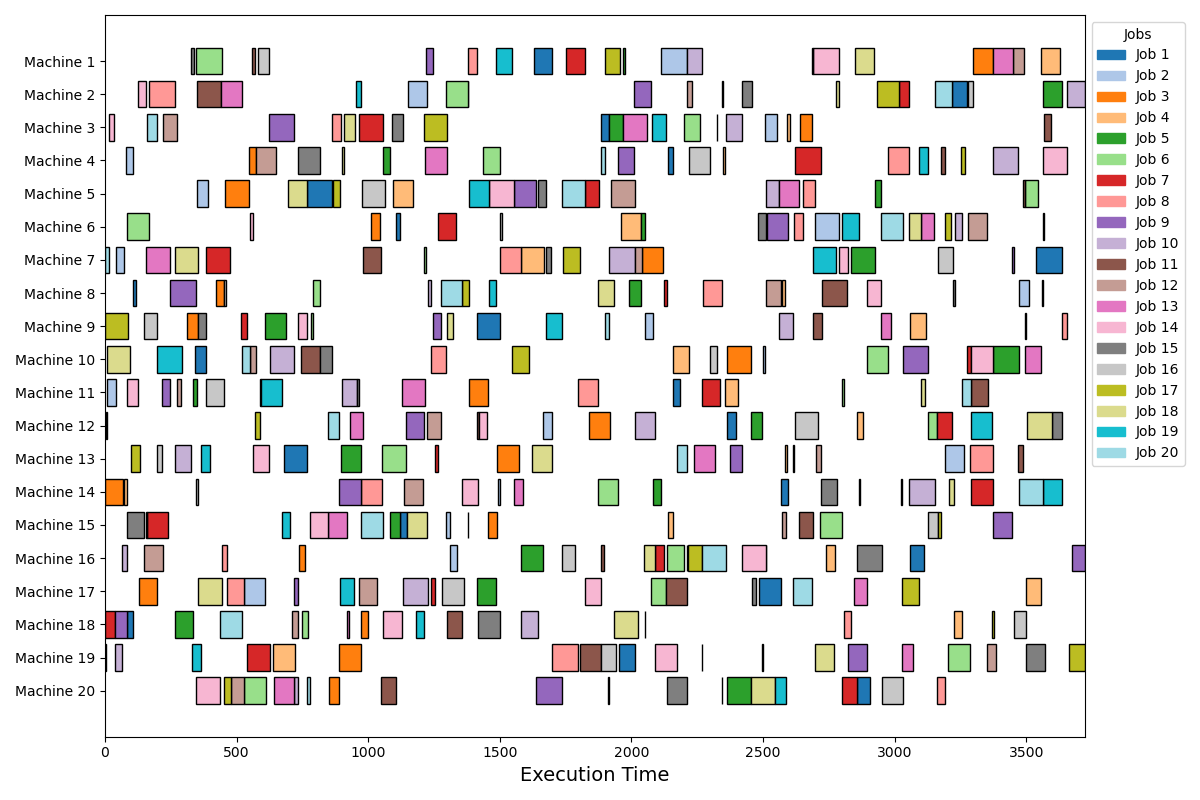 Machine 1
Machine 2
Machine 3
Machine 4
Machine 5
Machine 6
Machine 7
Machine 8
Machine 9
Machine 10
Machine 11
Machine 12
Machine 13
Machine 14
Machine 15
Machine 16
Machine 17
Machine 18
Machine 19
Machine 20
0 500 1000 1500 2000 2500 3000 3500
Execution Time
Jobs
Job 1
Job 2
Job 3
Job 4
Job 5
Job 6
Job 7
Job 8
Job 9
Job 10
Job 11
Job 12
Job 13
Job 14
Job 15
Job 16
Job 17
Job 18
Job 19
Job 20